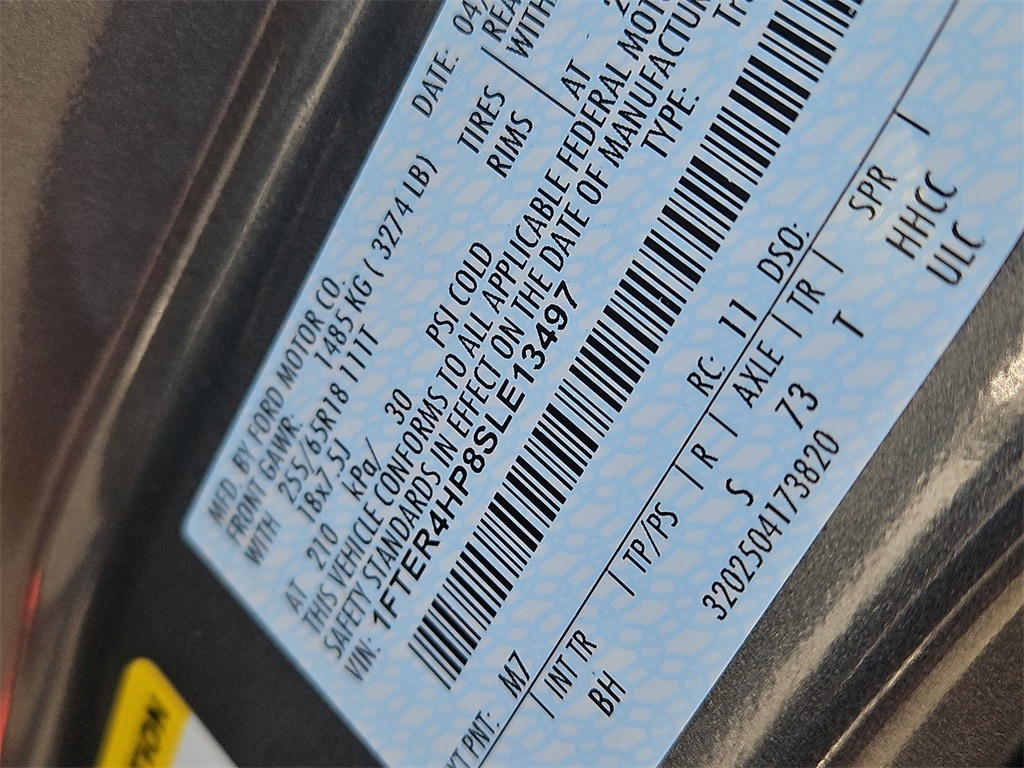 MFD. BY FORD MOTOR CO.
DATE: 04/
FRONT GAWR: 1485 KG ( 3274 LB)
WITH 255/65R18 111T TIRES
18x7.5J RIMS
WITH
AT 210 kPa/ 30 PSI COLD
AT
THIS VEHICLE CONFORMS TO ALL APPLICABLE FEDERAL
SAFETY STANDARDS IN EFFECT ON THE DATE OF
VIN: 1FTER4HP8SLE13497
TYPE:
PNT: M7
RC: 11 DSO:
INT TR | TP/PS | R | AXLE | TR | SPR |
BH S 73 T HHCC
ULC
3202504173820